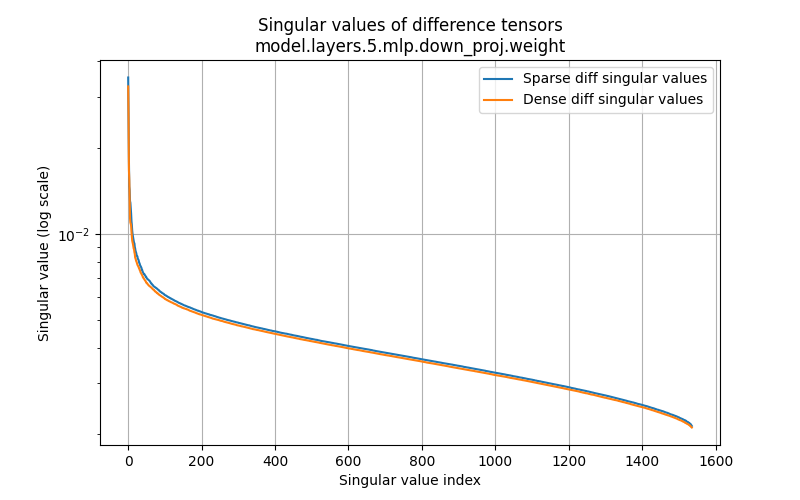 Singular values of difference tensors
model.layers.5.mlp.down_proj.weight
Sparse diff singular values
Dense diff singular values
Singular value (log scale)
10⁻²
0 200 400 600 800 1000 1200 1400 1600
Singular value index